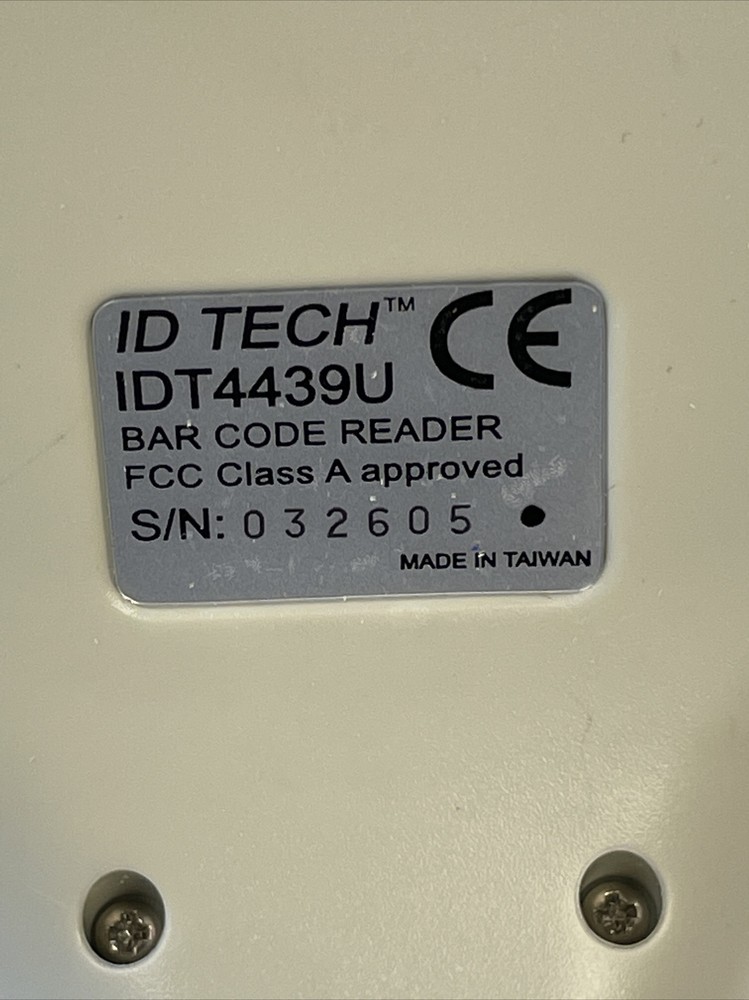 ID TECH™ CE
IDT4439U
BAR CODE READER
FCC Class A approved
S/N: 032605
MADE IN TAIWAN